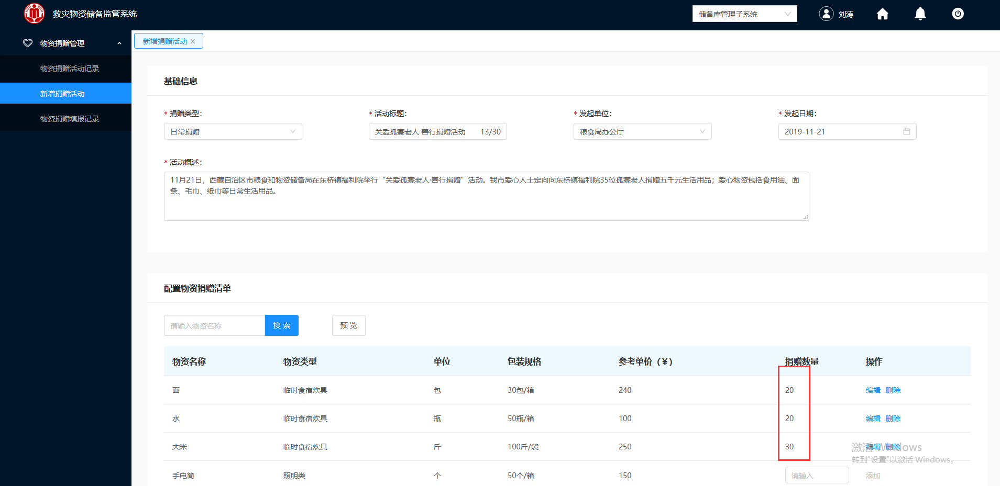 救灾物资储备监管系统
储备库管理子系统
刘涛
物资捐赠管理
物资捐赠活动记录
新增捐赠活动
物资捐赠填报记录
新增捐赠活动
基础信息
* 捐赠类型： * 活动标题： * 发起单位： * 发起日期：
日常捐赠 关爱孤寡老人 善行捐赠活动 13/30 粮食局办公厅 2019-11-21
* 活动概述：
11月21日，西藏自治区市粮食和物资储备局在东桥镇福利院举行“关爱孤寡老人·善行捐赠”活动。我市爱心人士定向向东桥镇福利院35位孤寡老人捐赠五千元生活用品；爱心物资包括食用油、面
条、毛巾、纸巾等日常生活用品。
配置物资捐赠清单
请输入物资名称 搜 索 预 览
物资名称 物资类型 单位 包装规格 参考单价（¥） 捐赠数量 操作
面 临时食宿炊具 包 30包/箱 240 20 编辑 删除
水 临时食宿炊具 瓶 50瓶/箱 100 20 编辑 删除
大米 临时食宿炊具 斤 100斤/袋 250 30 编辑 删除
激活 Windows
转到“设置”以激活 Windows。
手电筒 照明类 个 50个/箱 150 请输入 添加